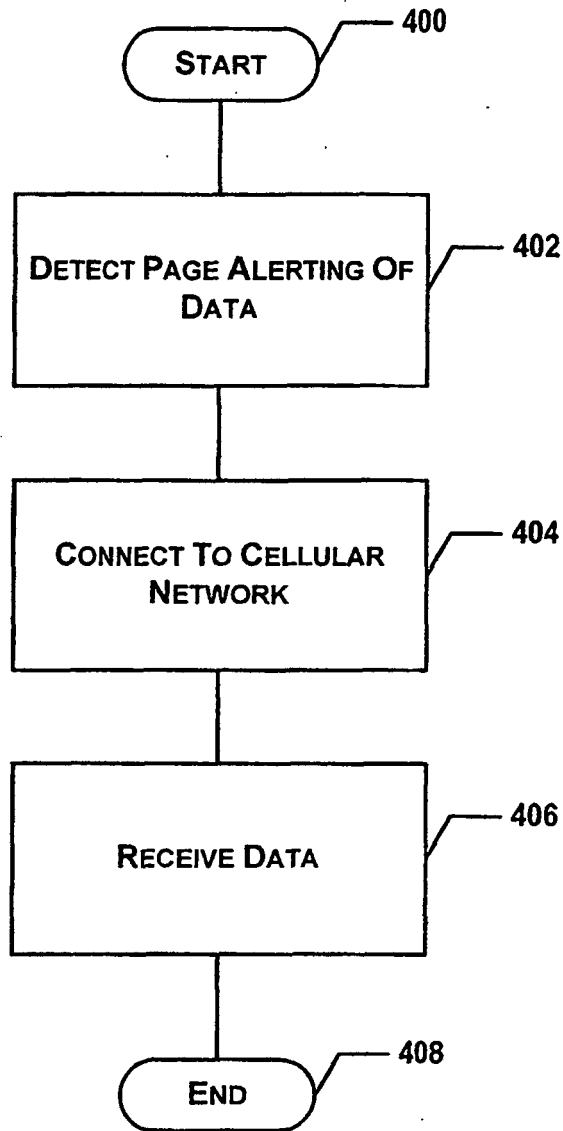 400
START
402
DETECT PAGE ALERTING OF
DATA
404
CONNECT TO CELLULAR
NETWORK
406
RECEIVE DATA
408
END